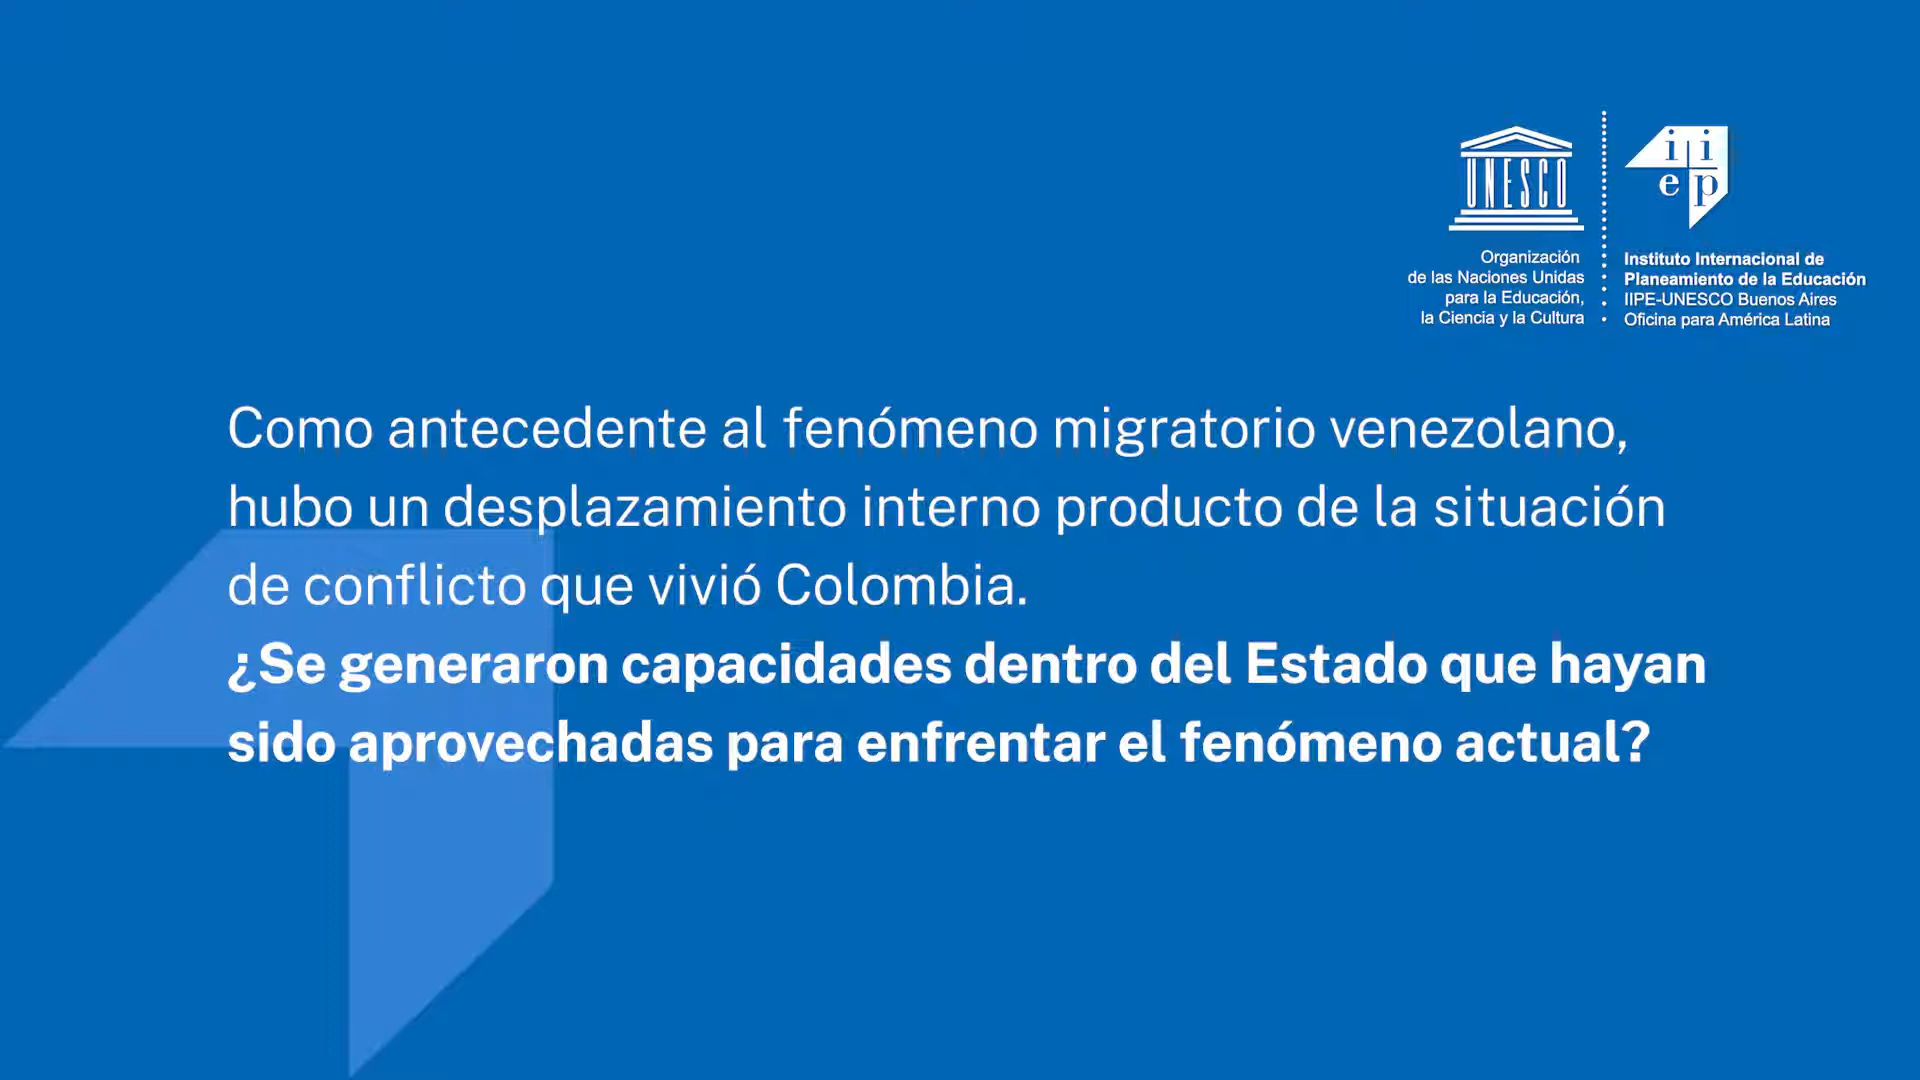 UNESCO
Organización
de las Naciones Unidas
para la Educación,
la Ciencia y la Cultura
i i
e p
Instituto Internacional de
Planeamiento de la Educación
IIPE-UNESCO Buenos Aires
Oficina para América Latina
Como antecedente al fenómeno migratorio venezolano,
hubo un desplazamiento interno producto de la situación
de conflicto que vivió Colombia.
¿Se generaron capacidades dentro del Estado que hayan
sido aprovechadas para enfrentar el fenómeno actual?